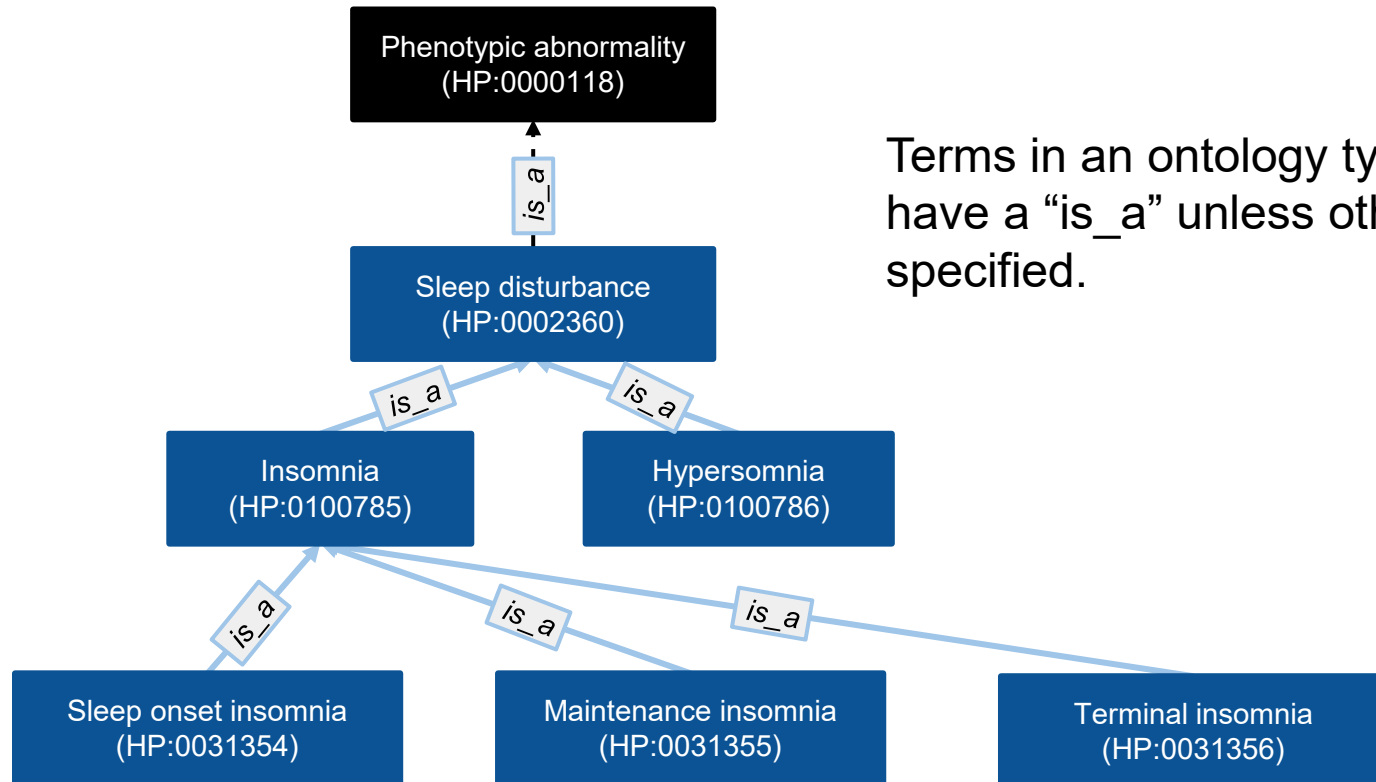 Phenotypic abnormality
(HP:0000118)
is_a
Terms in an ontology ty
have a “is_a” unless oth
specified.
Sleep disturbance
(HP:0002360)
is_a
is_a
Insomnia
(HP:0100785)
Hypersomnia
(HP:0100786)
is_a
is_a
is_a
Sleep onset insomnia
(HP:0031354)
Maintenance insomnia
(HP:0031355)
Terminal insomnia
(HP:0031356)